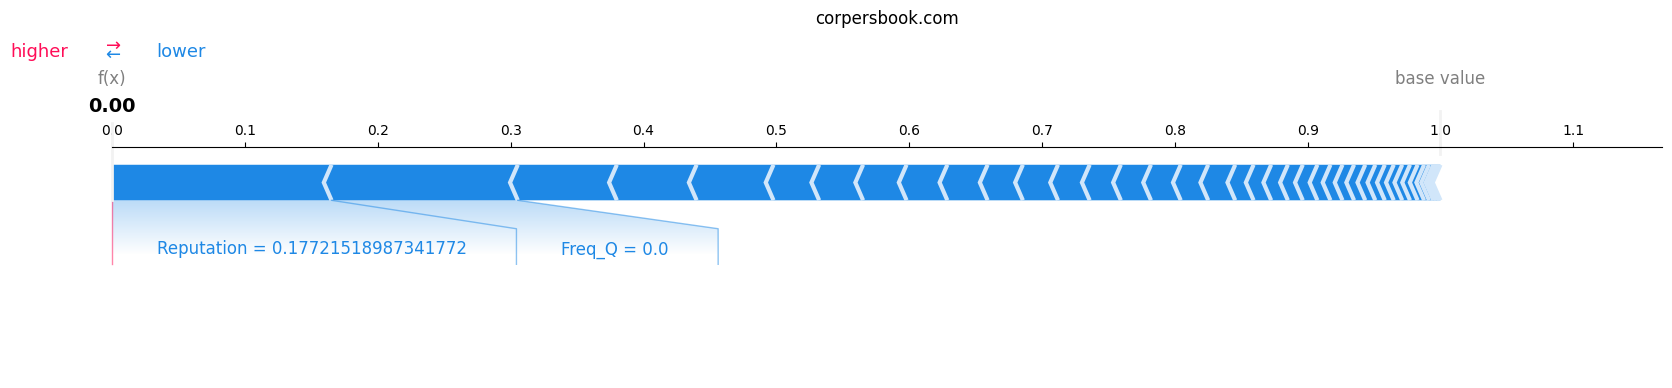 corpersbook.com
higher ⇄ lower
f(x) base value
0.00
0.0 0.1 0.2 0.3 0.4 0.5 0.6 0.7 0.8 0.9 1.0 1.1
Reputation = 0.17721518987341772 Freq_Q = 0.0